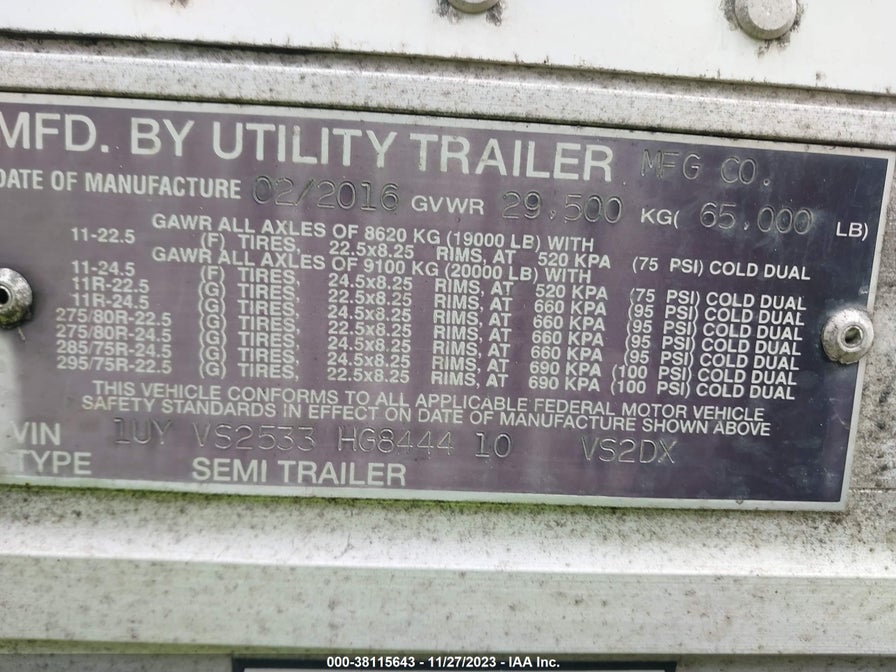 MFD. BY UTILITY TRAILER MFG CO.
DATE OF MANUFACTURE 02/2016 GVWR 29,500 KG( 65,000 LB)
GAWR ALL AXLES OF 8620 KG (19000 LB) WITH
11-22.5 (F) TIRES, 22.5x8.25 RIMS, AT 520 KPA (75 PSI) COLD DUAL
GAWR ALL AXLES OF 9100 KG (20000 LB) WITH
11-24.5 (F) TIRES, 24.5x8.25 RIMS, AT 520 KPA (75 PSI) COLD DUAL
11R-22.5 (G) TIRES, 22.5x8.25 RIMS, AT 660 KPA (95 PSI) COLD DUAL
11R-24.5 (G) TIRES, 24.5x8.25 RIMS, AT 660 KPA (95 PSI) COLD DUAL
275/80R-22.5 (G) TIRES, 22.5x8.25 RIMS, AT 660 KPA (95 PSI) COLD DUAL
275/80R-24.5 (G) TIRES, 24.5x8.25 RIMS, AT 660 KPA (95 PSI) COLD DUAL
285/75R-24.5 (G) TIRES, 24.5x8.25 RIMS, AT 690 KPA (100 PSI) COLD DUAL
295/75R-22.5 (G) TIRES, 22.5x8.25 RIMS, AT 690 KPA (100 PSI) COLD DUAL
THIS VEHICLE CONFORMS TO ALL APPLICABLE FEDERAL MOTOR VEHICLE
SAFETY STANDARDS IN EFFECT ON DATE OF MANUFACTURE SHOWN ABOVE
VIN 1UY VS2533 HG8444 10 VS2DX
TYPE SEMI TRAILER
000-38115643 - 11/27/2023 - IAA Inc.